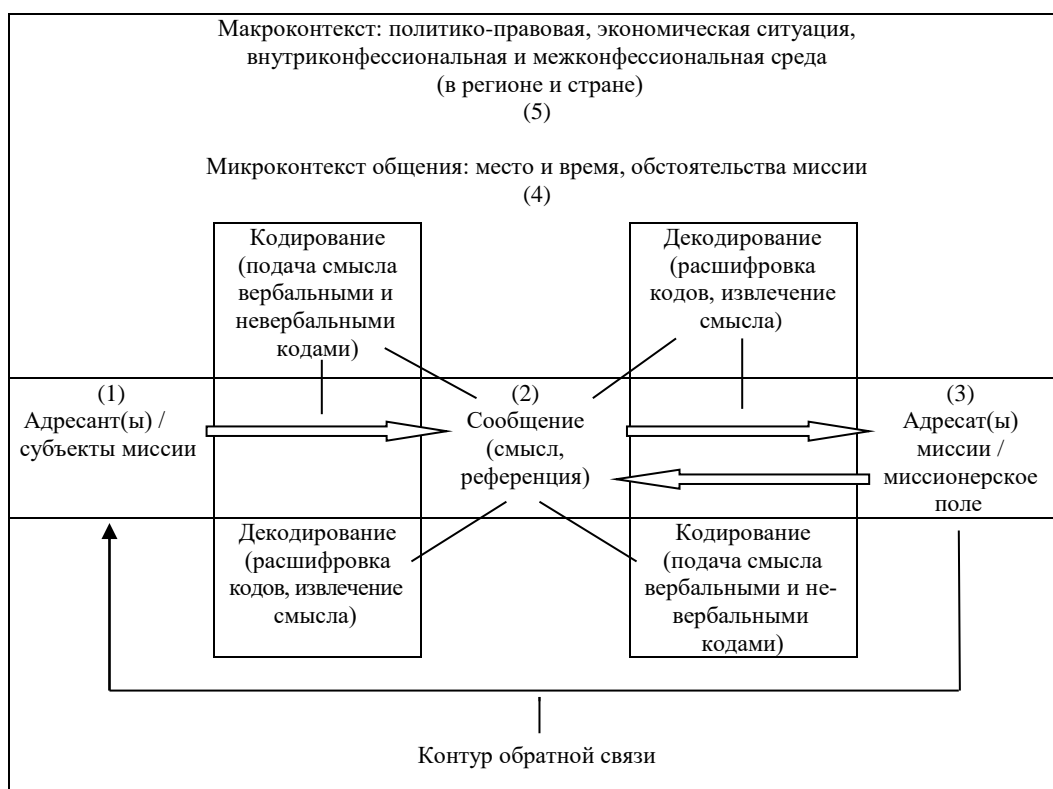 Макроконтекст: политико-правовая, экономическая ситуация,
внутриконфессиональная и межконфессиональная среда
(в регионе и стране)
(5)
Микроконтекст общения: место и время, обстоятельства миссии
(4)
Кодирование
(подача смысла
вербальными и
невербальными
кодами)
Декодирование
(расшифровка
кодов, извлечение
смысла)
(1)
Адресант(ы) /
субъекты миссии
(2)
Сообщение
(смысл,
референция)
(3)
Адресат(ы)
миссии /
миссионерское
поле
Декодирование
(расшифровка
кодов, извлечение
смысла)
Кодирование
(подача смысла
вербальными и не-
вербальными
кодами)
Контур обратной связи